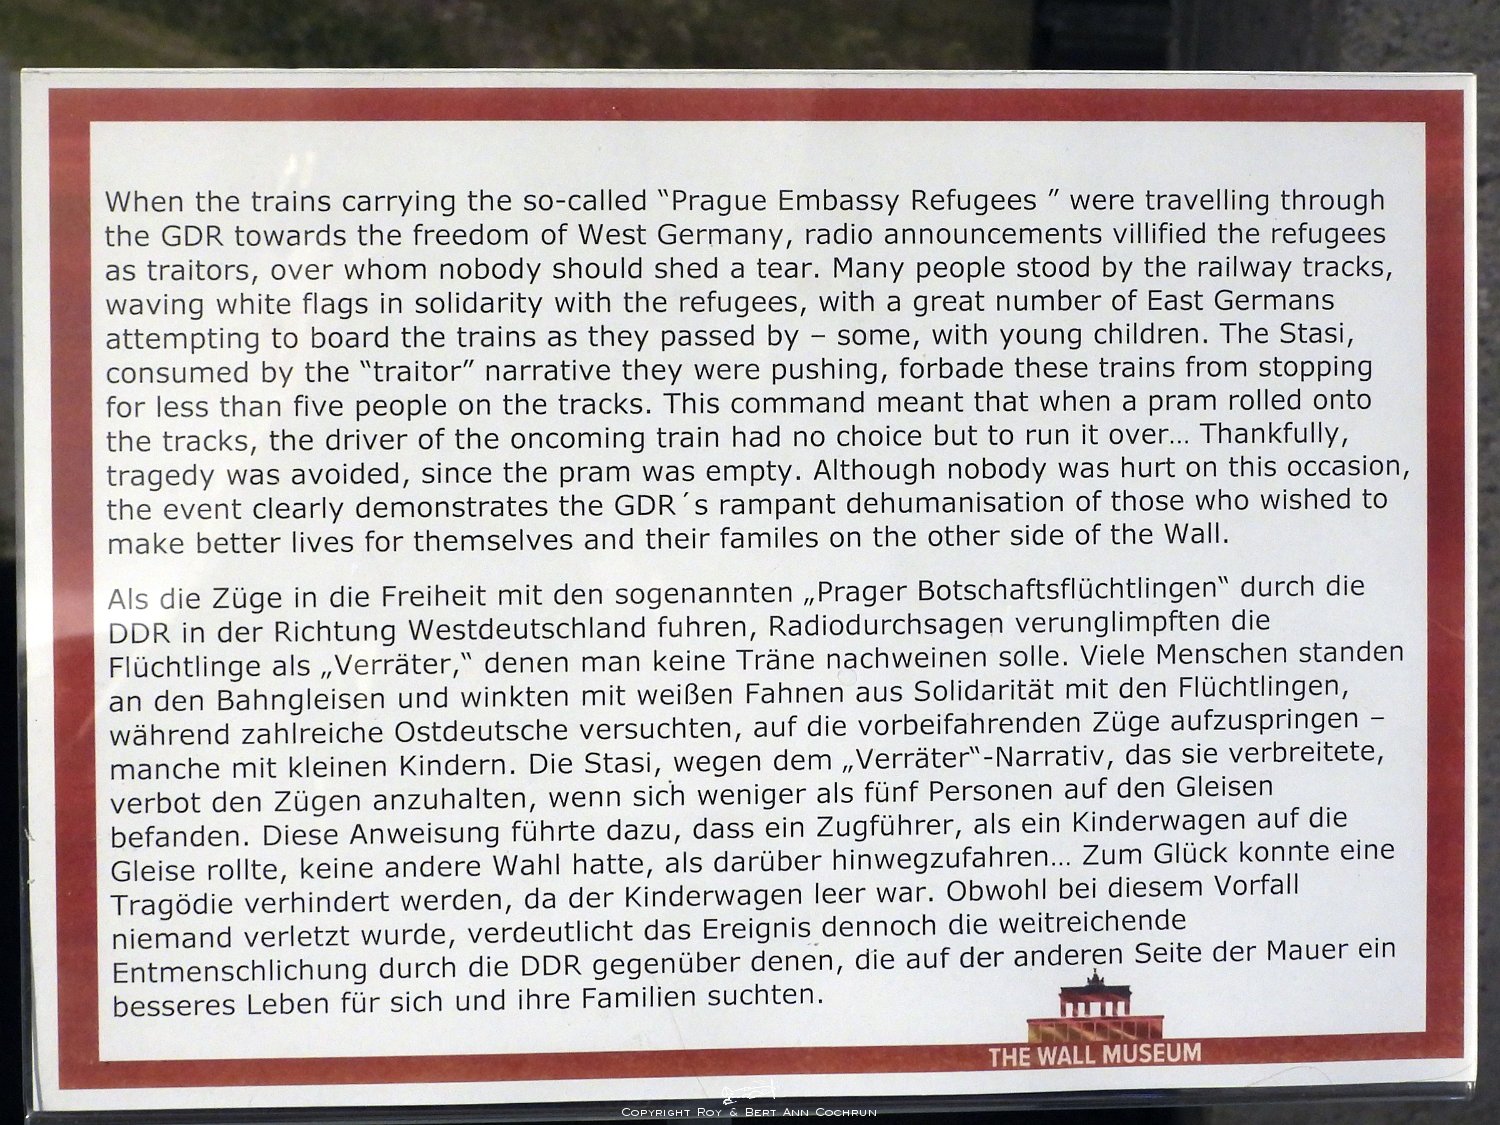 When the trains carrying the so-called “Prague Embassy Refugees ” were travelling through
the GDR towards the freedom of West Germany, radio announcements villified the refugees
as traitors, over whom nobody should shed a tear. Many people stood by the railway tracks,
waving white flags in solidarity with the refugees, with a great number of East Germans
attempting to board the trains as they passed by – some, with young children. The Stasi,
consumed by the “traitor” narrative they were pushing, forbade these trains from stopping
for less than five people on the tracks. This command meant that when a pram rolled onto
the tracks, the driver of the oncoming train had no choice but to run it over... Thankfully,
tragedy was avoided, since the pram was empty. Although nobody was hurt on this occasion,
the event clearly demonstrates the GDR´s rampant dehumanisation of those who wished to
make better lives for themselves and their familes on the other side of the Wall.
Als die Züge in die Freiheit mit den sogenannten „Prager Botschaftsflüchtlingen“ durch die
DDR in der Richtung Westdeutschland fuhren, Radiodurchsagen verunglimpften die
Flüchtlinge als „Verräter,“ denen man keine Träne nachweinen solle. Viele Menschen standen
an den Bahngleisen und winkten mit weißen Fahnen aus Solidarität mit den Flüchtlingen,
während zahlreiche Ostdeutsche versuchten, auf die vorbeifahrenden Züge aufzuspringen –
manche mit kleinen Kindern. Die Stasi, wegen dem „Verräter“-Narrativ, das sie verbreitete,
verbot den Zügen anzuhalten, wenn sich weniger als fünf Personen auf den Gleisen
befanden. Diese Anweisung führte dazu, dass ein Zugführer, als ein Kinderwagen auf die
Gleise rollte, keine andere Wahl hatte, als darüber hinwegzufahren... Zum Glück konnte eine
Tragödie verhindert werden, da der Kinderwagen leer war. Obwohl bei diesem Vorfall
niemand verletzt wurde, verdeutlicht das Ereignis dennoch die weitreichende
Entmenschlichung durch die DDR gegenüber denen, die auf der anderen Seite der Mauer ein
besseres Leben für sich und ihre Familien suchten.
THE WALL MUSEUM
Copyright Roy & Bert Ann Cochrun